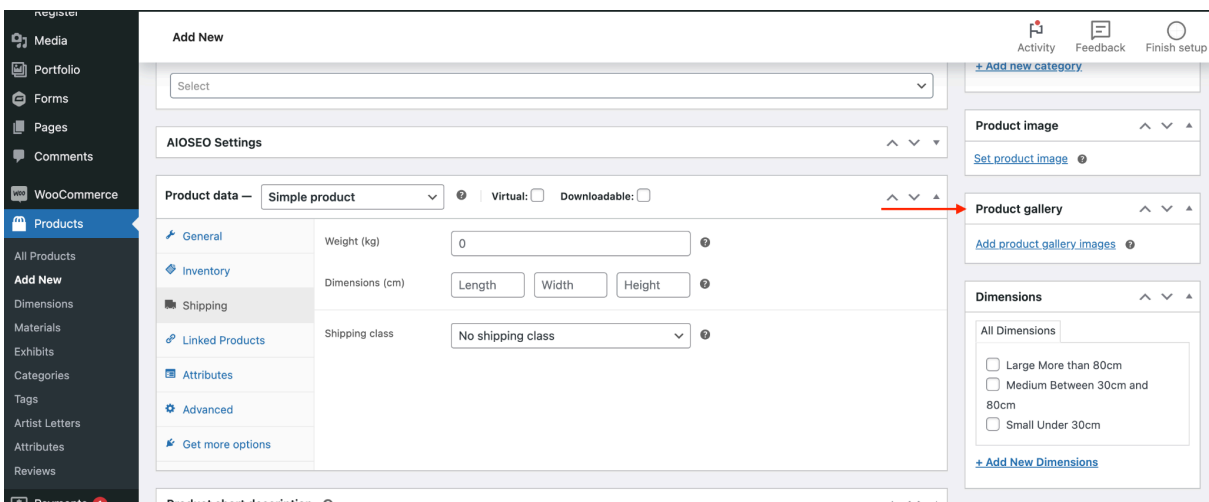 Register
Media
Portfolio
Forms
Pages
Comments
WooCommerce
Products
All Products
Add New
Dimensions
Materials
Exhibits
Categories
Tags
Artist Letters
Attributes
Reviews
Payments
Add New
Activity
Feedback
Finish setup
Select
AIOSEO Settings
Product data — Simple product Virtual: Downloadable:
General
Inventory
Shipping
Linked Products
Attributes
Advanced
Get more options
Weight (kg) 0
Dimensions (cm) Length Width Height
Shipping class No shipping class
Product short description
+ Add new category
Product image
Set product image
Product gallery
Add product gallery images
Dimensions
All Dimensions
Large More than 80cm
Medium Between 30cm and
80cm
Small Under 30cm
+ Add New Dimensions